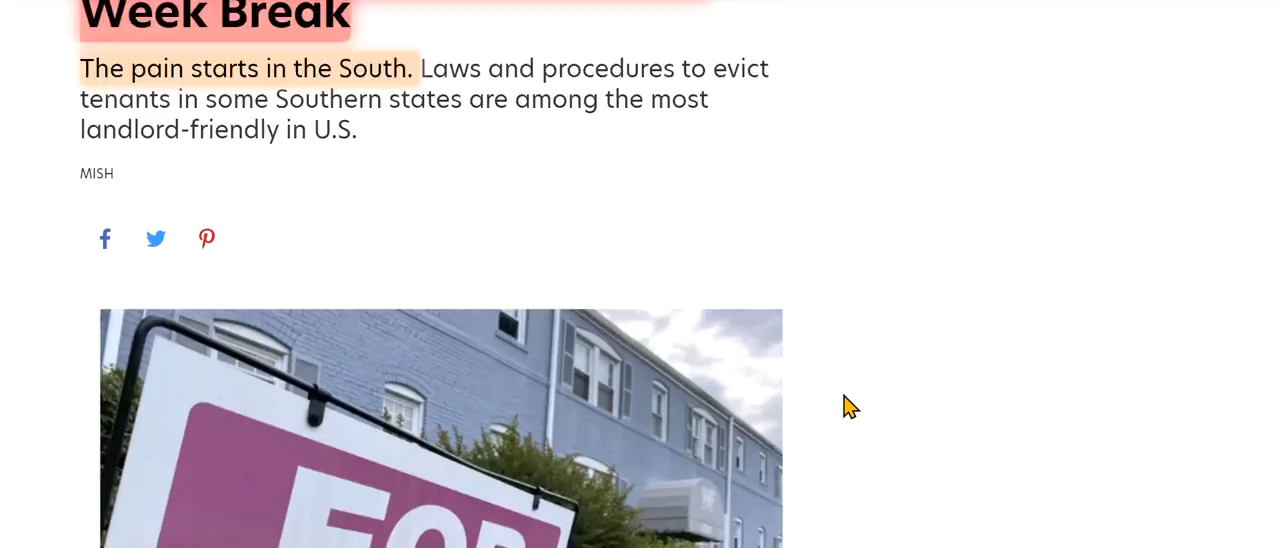 Week Break
The pain starts in the South. Laws and procedures to evict
tenants in some Southern states are among the most
landlord-friendly in U.S.
MISH
FOR